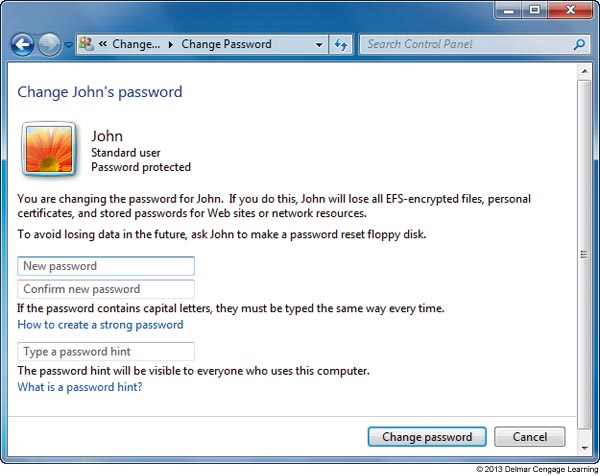 « Change... ▸ Change Password
Search Control Panel
Change John's password
John
Standard user
Password protected
You are changing the password for John. If you do this, John will lose all EFS-encrypted files, personal
certificates, and stored passwords for Web sites or network resources.
To avoid losing data in the future, ask John to make a password reset floppy disk.
New password
Confirm new password
If the password contains capital letters, they must be typed the same way every time.
How to create a strong password
Type a password hint
The password hint will be visible to everyone who uses this computer.
What is a password hint?
Change password
Cancel
© 2013 Delmar Cengage Learning